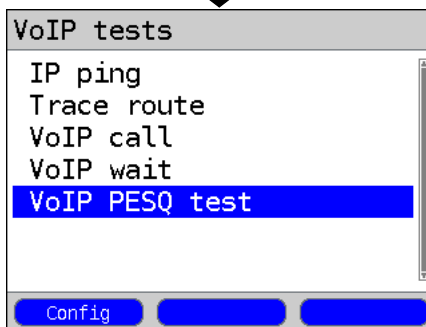 VoIP tests
IP ping
Trace route
VoIP call
VoIP wait
VoIP PESQ test
Config